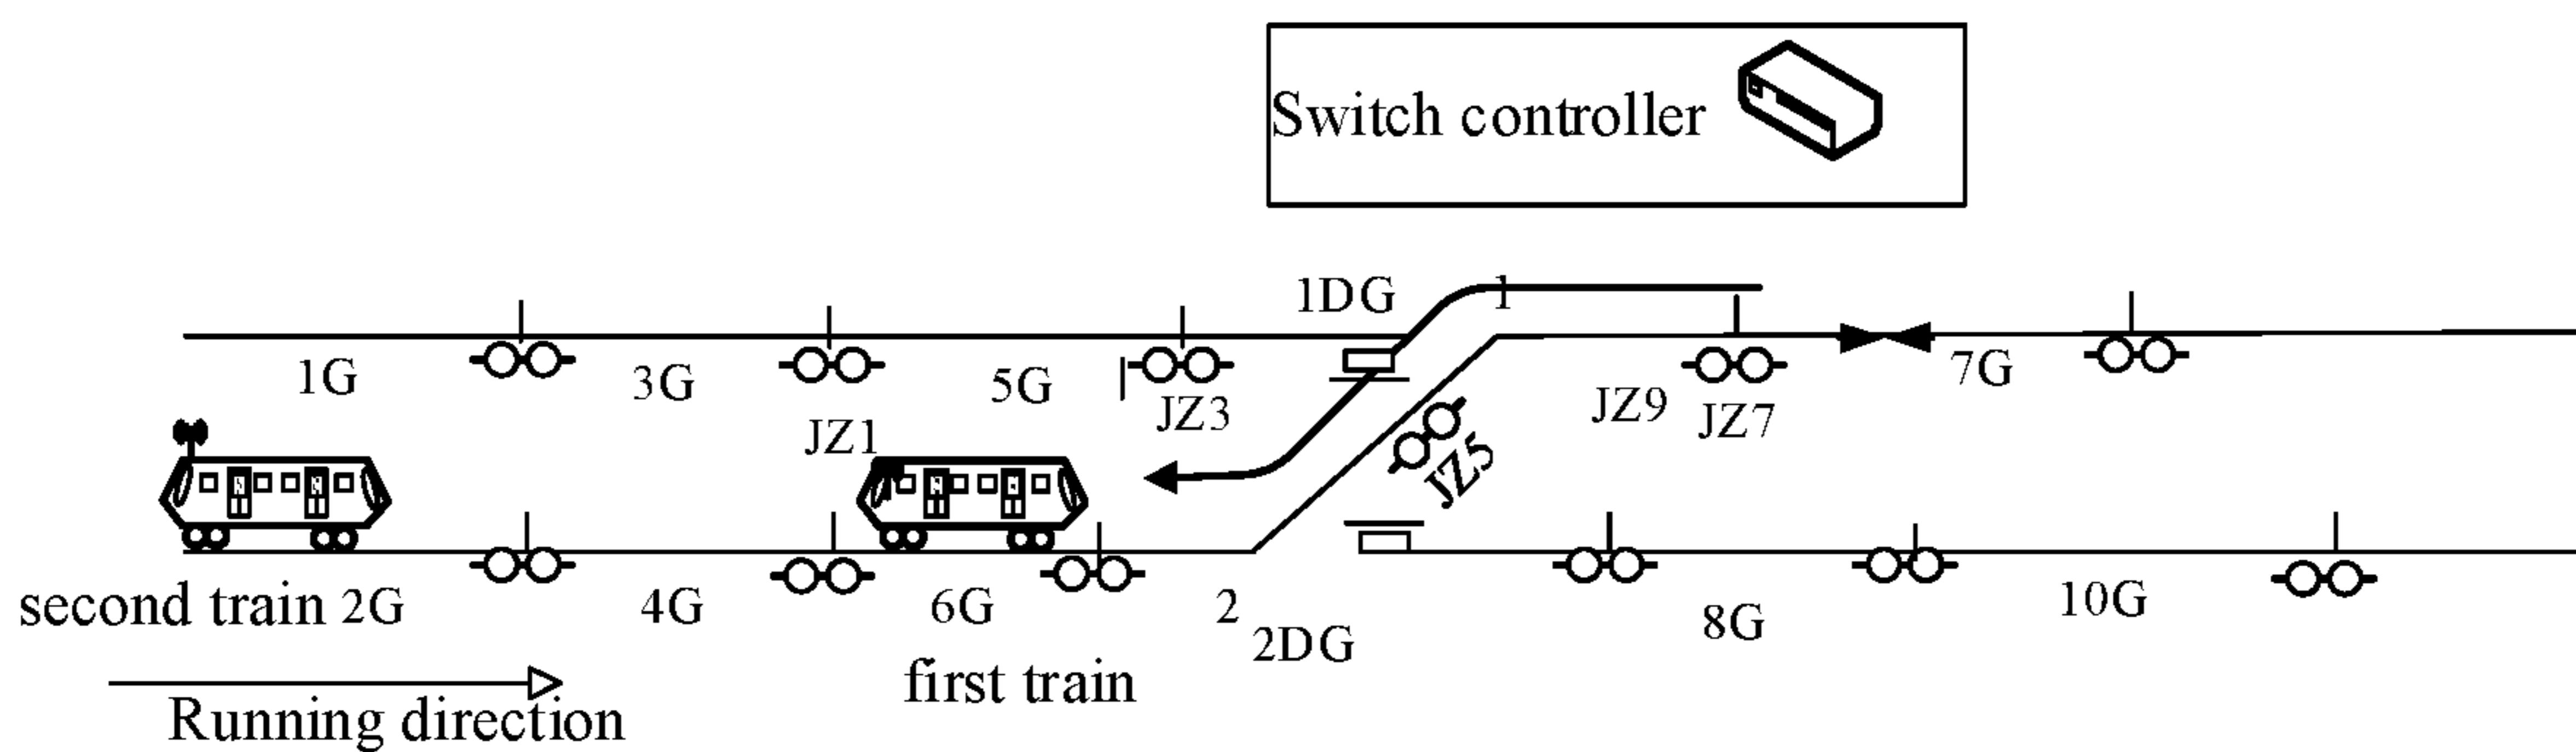 Switch controller
1DG
1
1G
3G
5G
JZ3
JZ9
JZ7
7G
JZ1
JZ5
second train 2G
4G
6G
2
2DG
8G
10G
first train
Running direction